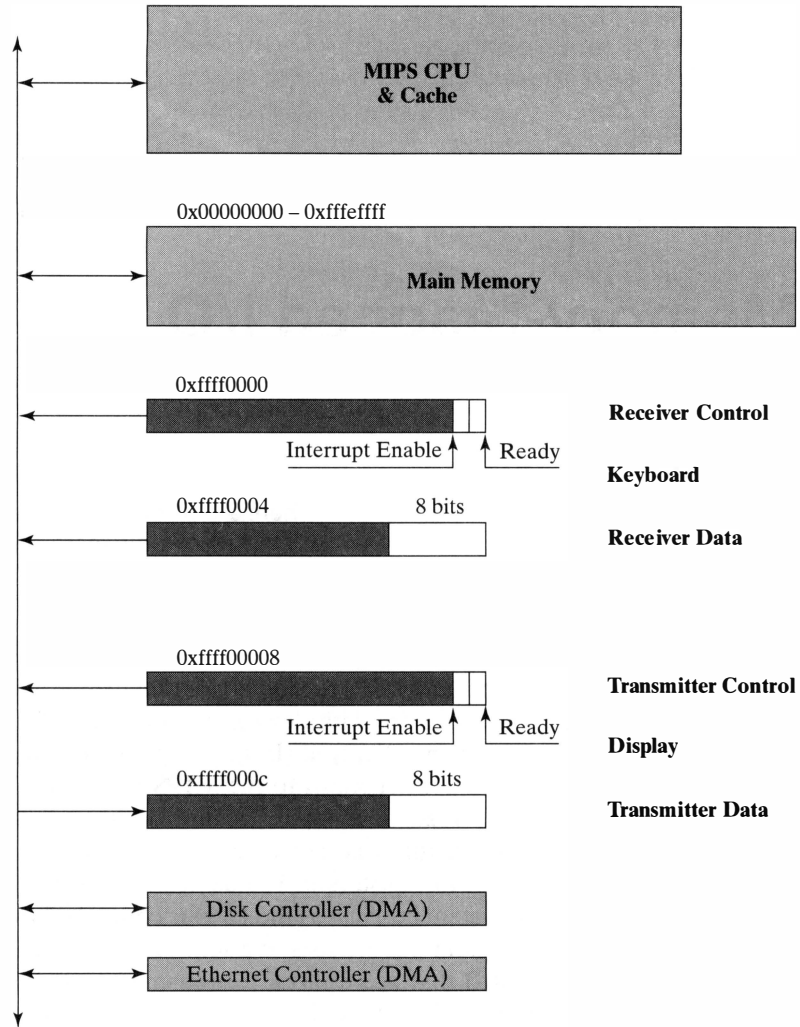 MIPS CPU
& Cache
0x00000000 – 0xfffeffff
Main Memory
0xffff0000
Receiver Control
Interrupt Enable
Ready
Keyboard
0xffff0004
8 bits
Receiver Data
0xffff00008
Transmitter Control
Interrupt Enable
Ready
Display
0xffff000c
8 bits
Transmitter Data
Disk Controller (DMA)
Ethernet Controller (DMA)